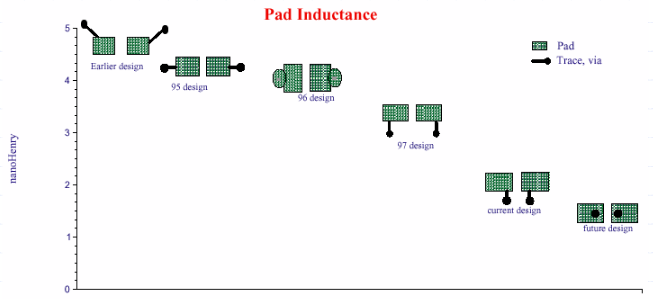 Pad Inductance
5
4
3
2
1
0
nanoHenry
Pad
Trace, via
Earlier design
95 design
96 design
97 design
current design
future design